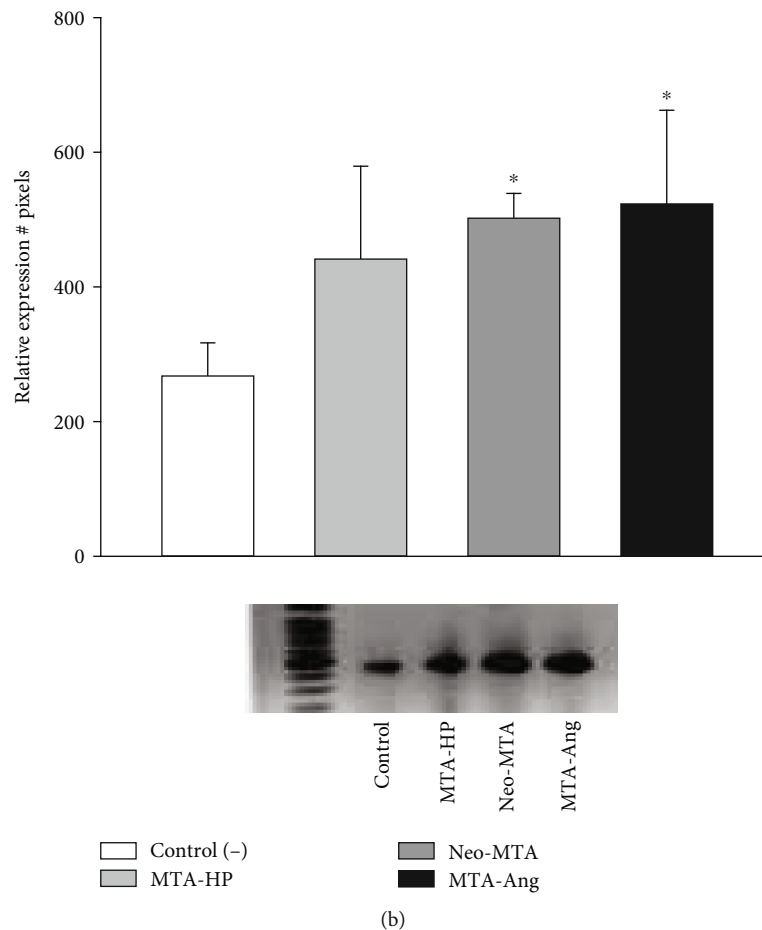 800
600
400
200
0
Relative expression # pixels
*
*
Control
MTA-HP
Neo-MTA
MTA-Ang
Control (–)
MTA-HP
Neo-MTA
MTA-Ang
(b)